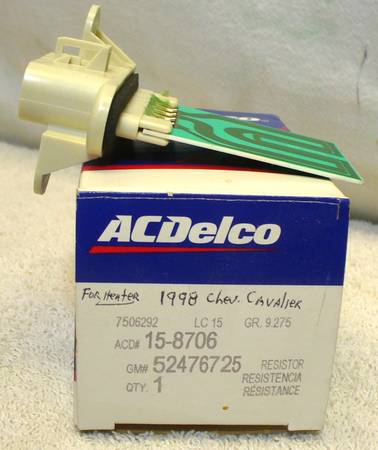 ACDelco
For Heater 1998 Chev. Cavalier
7506292 LC 15 GR. 9.275
ACD# 15-8706
GM# 52476725 RESISTOR
QTY. 1 RESISTENCIA
RÉSISTANCE